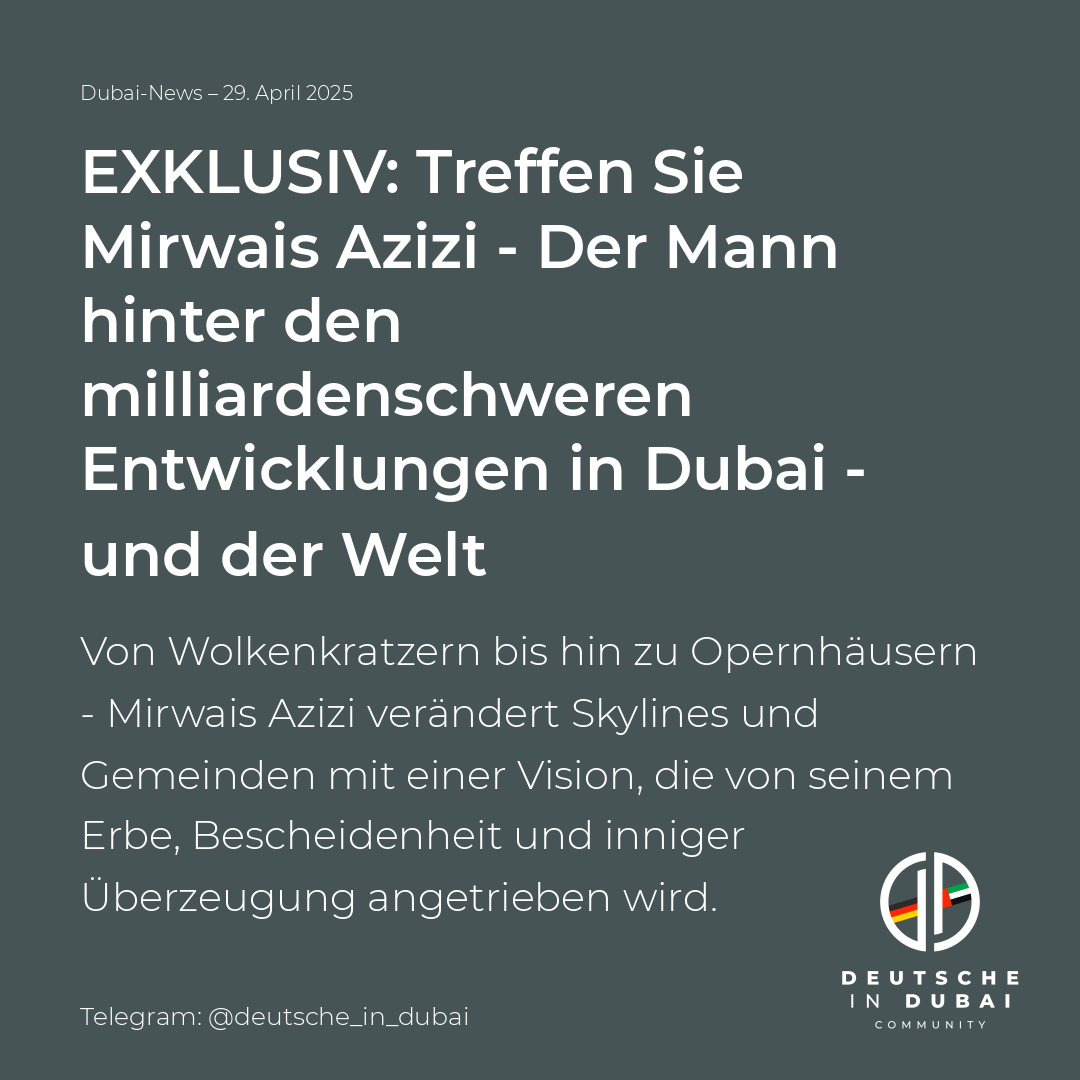 Dubai-News – 29. April 2025
EXKLUSIV: Treffen Sie
Mirwais Azizi - Der Mann
hinter den
milliardenschweren
Entwicklungen in Dubai -
und der Welt
Von Wolkenkratzern bis hin zu Opernhäusern
- Mirwais Azizi verändert Skylines und
Gemeinden mit einer Vision, die von seinem
Erbe, Bescheidenheit und inniger
Überzeugung angetrieben wird.
DEUTSCHE
IN DUBAI
COMMUNITY
Telegram: @deutsche_in_dubai